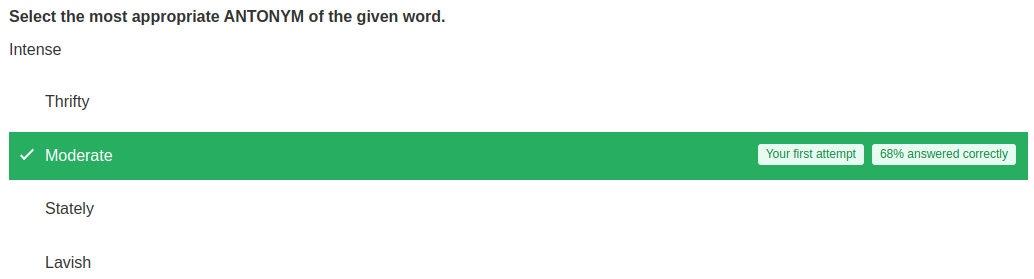 Select the most appropriate ANTONYM of the given word.
Intense
Thrifty
Moderate Your first attempt 68% answered correctly
Stately
Lavish